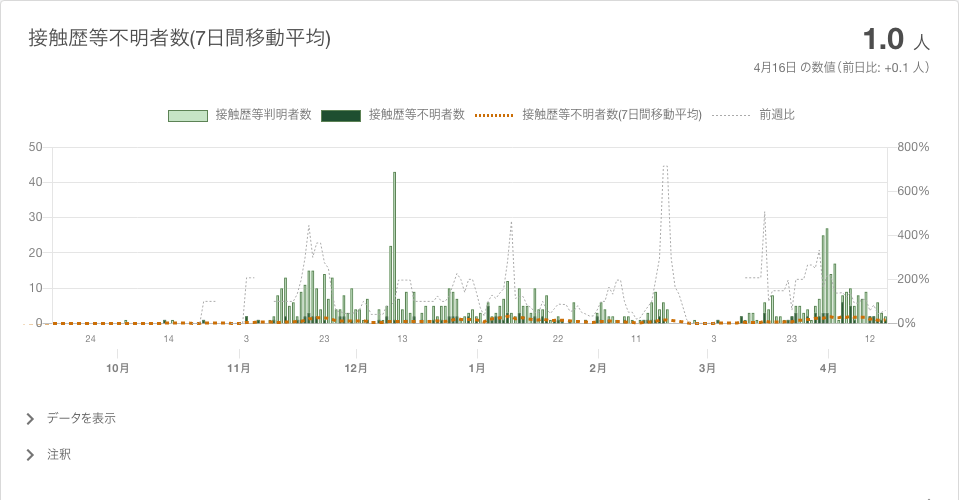 接触歴等不明者数(7日間移動平均)
1.0 人
4月16日 の数値(前日比: +0.1 人)
接触歴等判明者数 接触歴等不明者数 接触歴等不明者数(7日間移動平均) 前週比
50 800%
40 600%
30 400%
20 200%
10
0 0%
24 14 3 23 13 2 22 11 3 23 12
10月 11月 12月 1月 2月 3月 4月
データを表示
注釈